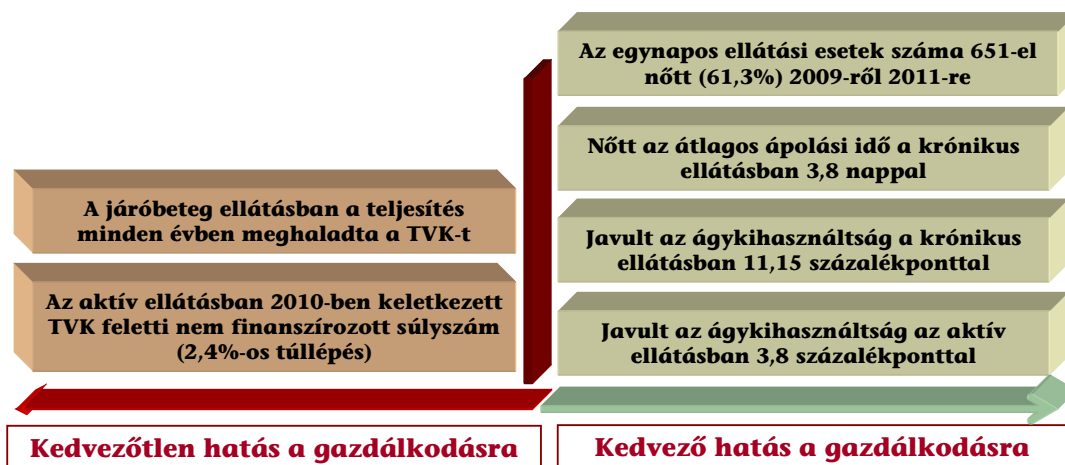 A járóbeteg ellátásban a teljesítés
minden évben meghaladta a TVK-t
Az aktív ellátásban 2010-ben keletkezett
TVK feletti nem finanszírozott súlyszám
(2,4%-os túllépés)
Kedvezőtlen hatás a gazdálkodásra
Az egynapos ellátási esetek száma 651-el
nőtt (61,3%) 2009-ről 2011-re
Nőtt az átlagos ápolási idő a krónikus
ellátásban 3,8 nappal
Javult az ágykihasználtság a krónikus
ellátásban 11,15 százalékponttal
Javult az ágykihasználtság az aktív
ellátásban 3,8 százalékponttal
Kedvező hatás a gazdálkodásra